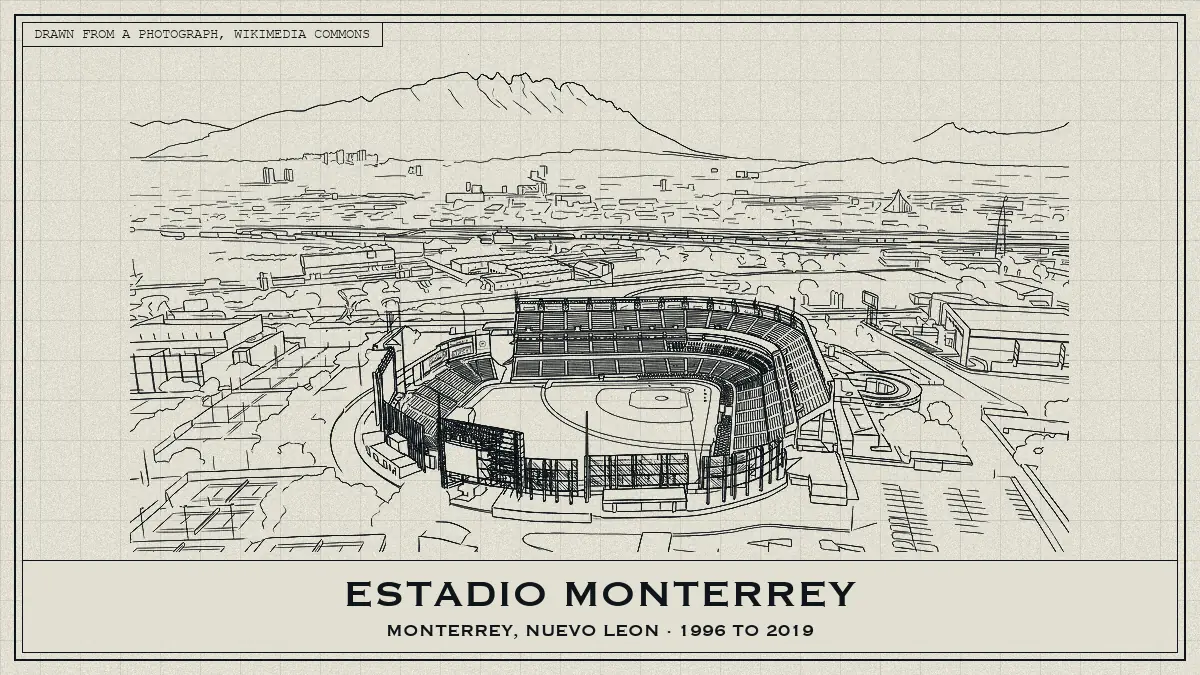 DRAWN FROM A PHOTOGRAPH, WIKIMEDIA COMMONS
ESTADIO MONTERREY
MONTERREY, NUEVO LEON · 1996 TO 2019